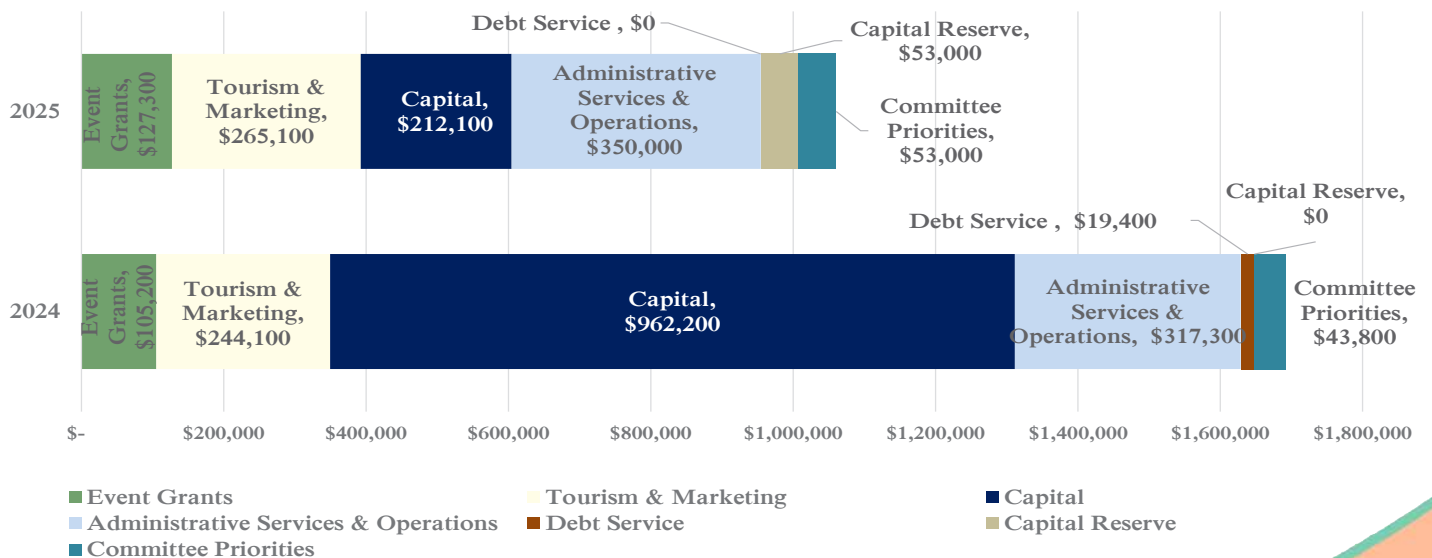 Debt Service , $0
Capital Reserve,
$53,000
2025
Event
Grants,
$127,300
Tourism &
Marketing,
$265,100
Capital,
$212,100
Administrative
Services &
Operations,
$350,000
Committee
Priorities,
$53,000
Capital Reserve,
$0
Debt Service , $19,400
2024
Event
Grants,
$105,200
Tourism &
Marketing,
$244,100
Capital,
$962,200
Administrative
Services &
Operations, $317,300
Committee
Priorities,
$43,800
$- $200,000 $400,000 $600,000 $800,000 $1,000,000 $1,200,000 $1,400,000 $1,600,000 $1,800,000
Event Grants Tourism & Marketing Capital
Administrative Services & Operations Debt Service Capital Reserve
Committee Priorities